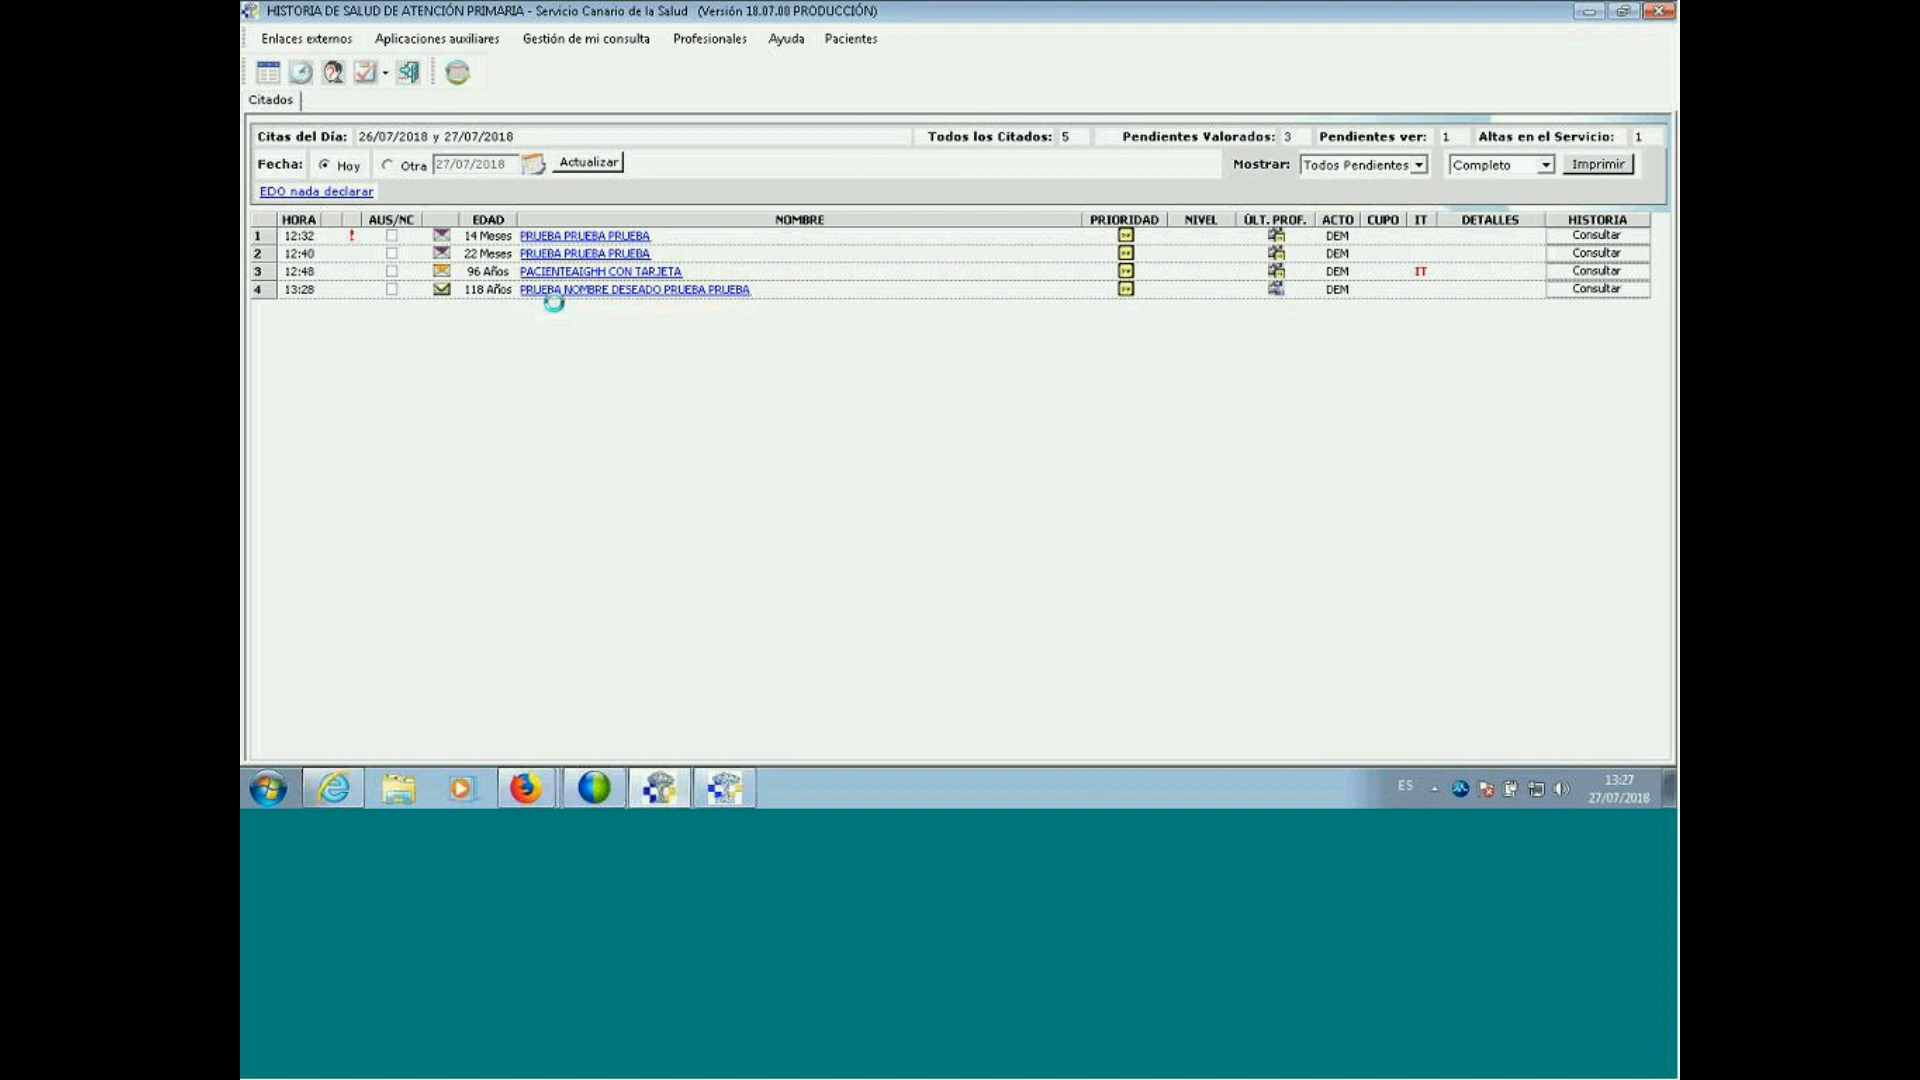 HISTORIA DE SALUD DE ATENCIÓN PRIMARIA - Servicio Canario de la Salud (Versión 18.07.00 PRODUCCIÓN)
Enlaces externos Aplicaciones auxiliares Gestión de mi consulta Profesionales Ayuda Pacientes
Citados
Citas del Día: 26/07/2018 y 27/07/2018 Todos los Citados: 5 Pendientes Valorados: 3 Pendientes ver: 1 Altas en el Servicio: 1
Fecha: Hoy Otra 27/07/2018 Actualizar Mostrar: Todos Pendientes Completo Imprimir
EDO nada declarar
HORA AUS/NC EDAD NOMBRE PRIORIDAD NIVEL ÚLT. PROF. ACTO CUPO IT DETALLES HISTORIA
1 12:32 ! 14 Meses PRUEBA PRUEBA PRUEBA DEM Consultar
2 12:40 22 Meses PRUEBA PRUEBA PRUEBA DEM Consultar
3 12:48 96 Años PACIENTEAIGHH CON TARJETA DEM IT Consultar
4 13:28 118 Años PRUEBA NOMBRE DESEADO PRUEBA PRUEBA DEM Consultar
ES 13:27
27/07/2018